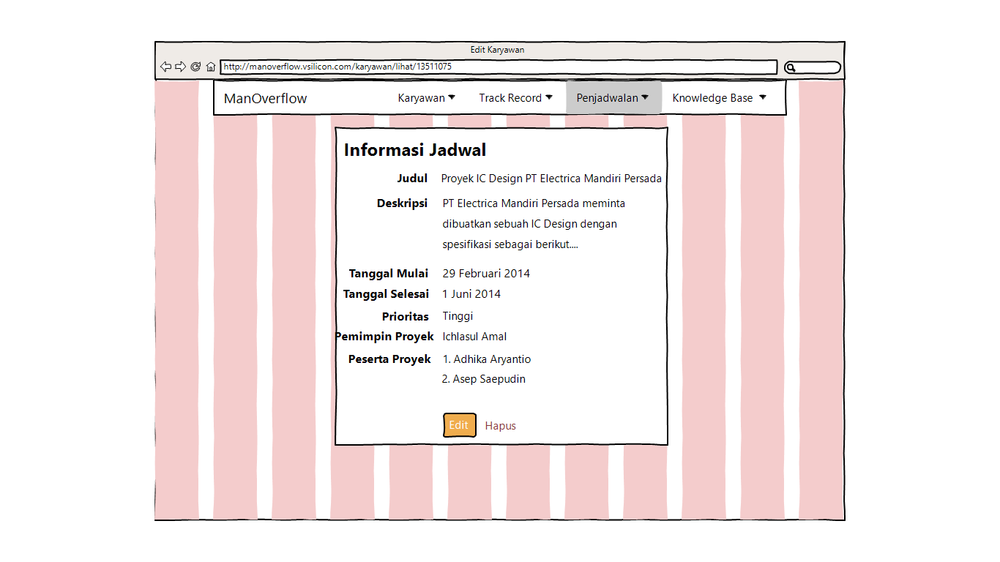 Edit Karyawan
http://manoverflow.vsilicon.com/karyawan/lihat/13511075
ManOverflow Karyawan Track Record Penjadwalan Knowledge Base
Informasi Jadwal
Judul Proyek IC Design PT Electrica Mandiri Persada
Deskripsi PT Electrica Mandiri Persada meminta
dibuatkan sebuah IC Design dengan
spesifikasi sebagai berikut....
Tanggal Mulai 29 Februari 2014
Tanggal Selesai 1 Juni 2014
Prioritas Tinggi
Pemimpin Proyek Ichlasul Amal
Peserta Proyek 1. Adhika Aryantio
2. Asep Saepudin
Edit Hapus